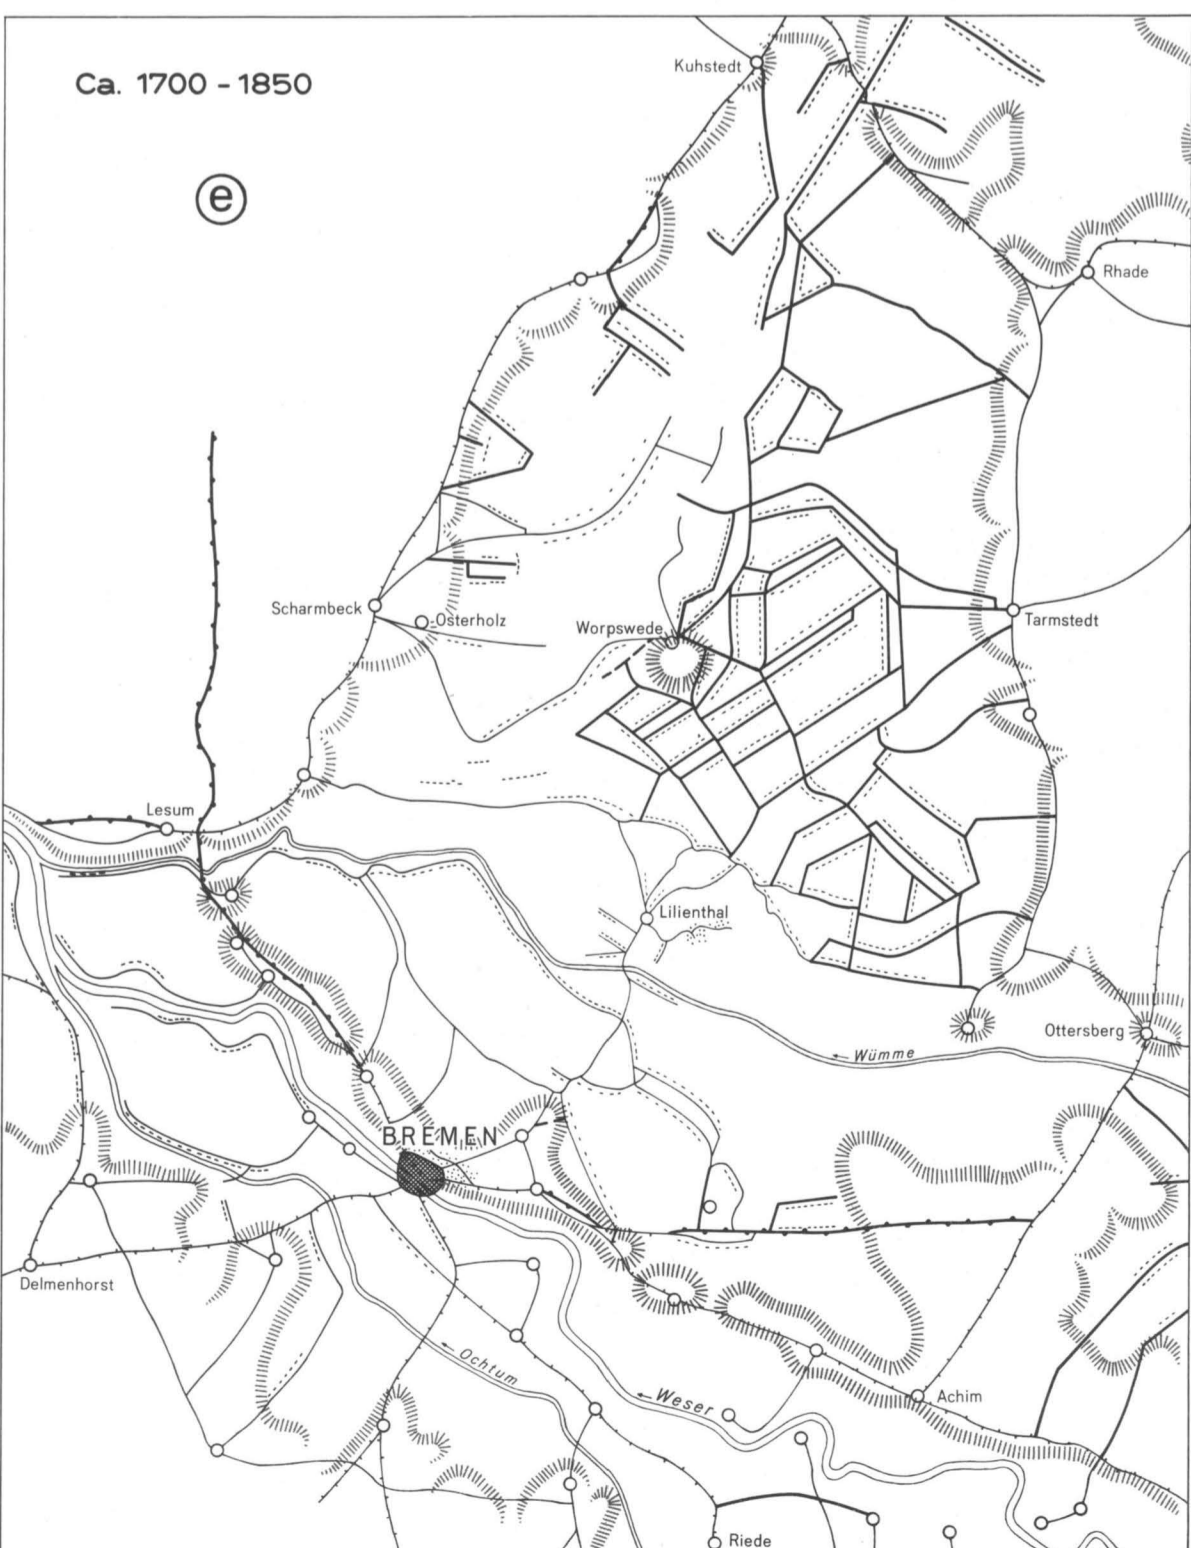 Kuhstedt
Ca. 1700 - 1850
e
Rhade
Scharmbeck
Osterholz
Worpswede
Tarmstedt
Lesum
Lilienthal
Ottersberg
← Wümme
BREMEN
Delmenhorst
← Ochtum
← Weser
Achim
Riede